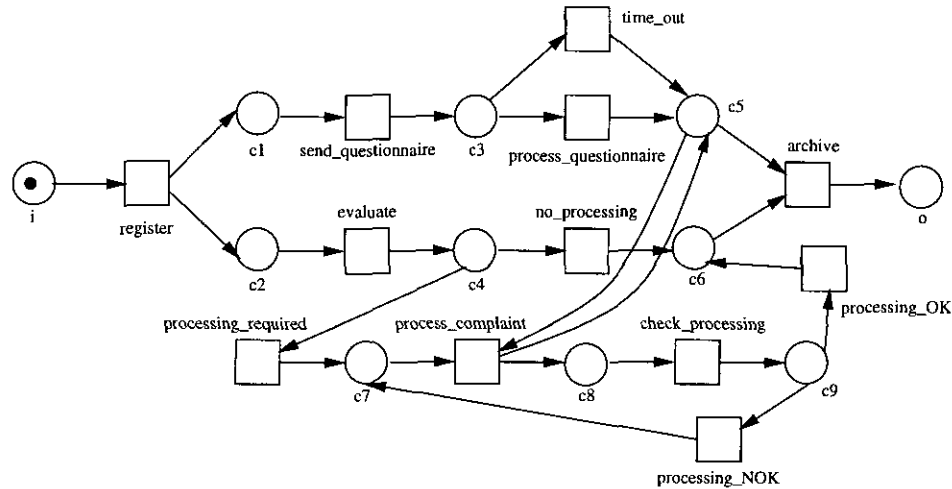 time_out
c5
c1
send_questionnaire
c3
process_questionnaire
archive
i
register
evaluate
no_processing
o
c2
c4
c6
processing_required
process_complaint
check_processing
processing_OK
c7
c8
c9
processing_NOK